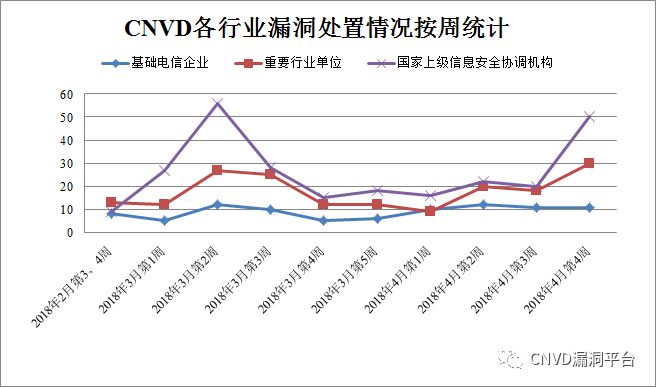 CNVD各行业漏洞处置情况按周统计
基础电信企业 重要行业单位 国家上级信息安全协调机构
60
50
40
30
20
10
0
2018年2月第3、4周
2018年3月第1周
2018年3月第2周
2018年3月第3周
2018年3月第4周
2018年3月第5周
2018年4月第1周
2018年4月第2周
2018年4月第3周
2018年4月第4周
CNVD漏洞平台